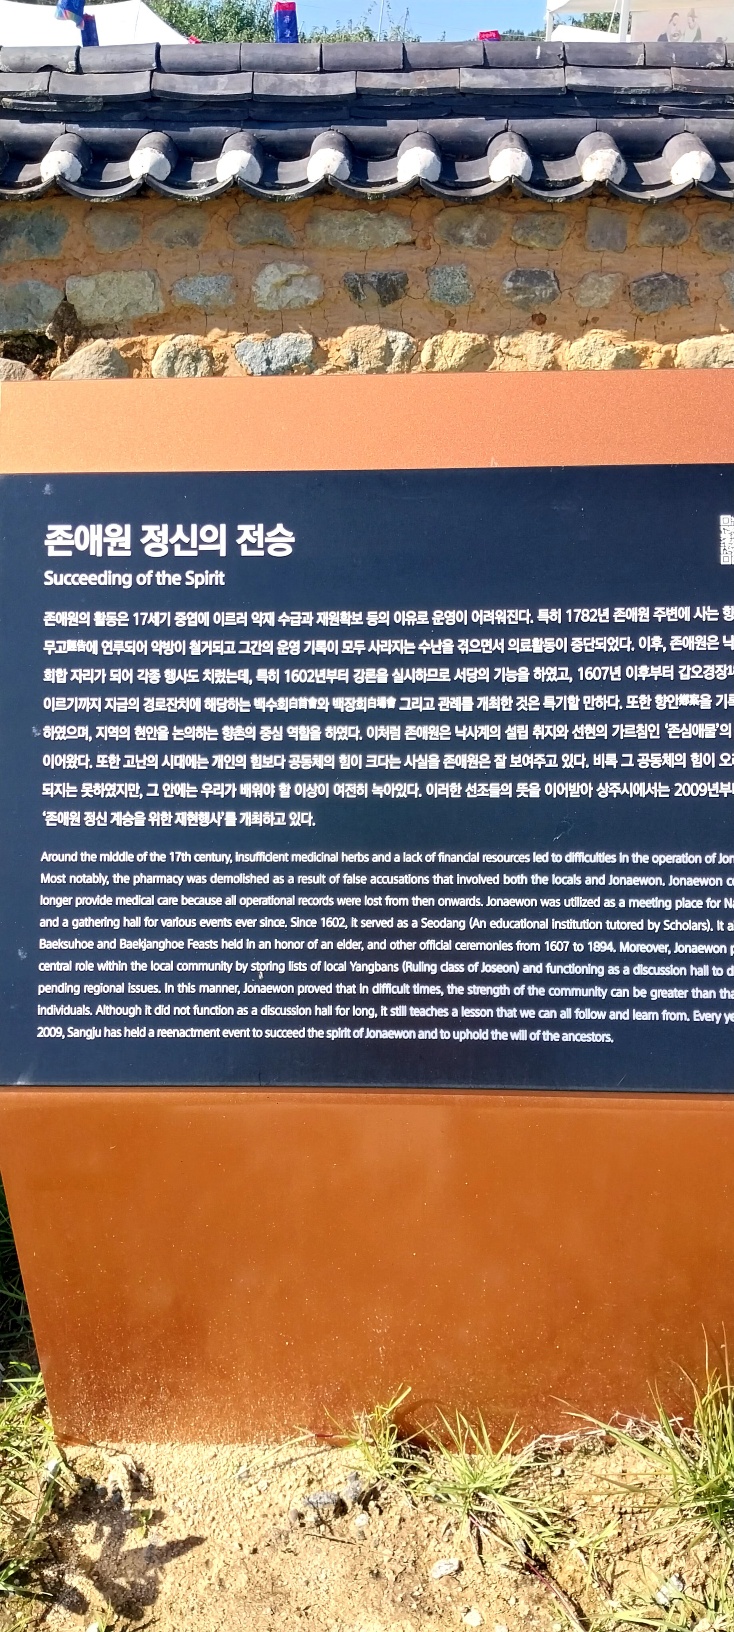 존애원 정신의 전승
Succeeding of the Spirit
존애원의 활동은 17세기 중엽에 이르러 약재 수급과 재원확보 등의 이유로 운영이 어려워진다. 특히 1782년 존애원 주변에 사는
무고誣告에 연루되어 약방이 철거되고 그간의 운영 기록이 모두 사라지는 수난을 겪으면서 의료활동이 중단되었다. 이후, 존애원은
회합 자리가 되어 각종 행사도 치렀는데, 특히 1602년부터 강론을 실시하므로 서당의 기능을 하였고, 1607년 이후부터 갑오경장
이르기까지 지금의 경로잔치에 해당하는 백수회白首會와 백장회白場會 그리고 관례를 개최한 것은 특기할 만하다. 또한 향안鄕案을
하였으며, 지역의 현안을 논의하는 향촌의 중심 역할을 하였다. 이처럼 존애원은 낙사계의 설립 취지와 선현의 가르침인 ‘존심애물’의
이어왔다. 또한 고난의 시대에는 개인의 힘보다 공동체의 힘이 크다는 사실을 존애원은 잘 보여주고 있다. 비록 그 공동체의 힘이
되지는 못하였지만, 그 안에는 우리가 배워야 할 이상이 여전히 녹아있다. 이러한 선조들의 뜻을 이어받아 상주시에서는 2009년부
‘존애원 정신 계승을 위한 재현행사’를 개최하고 있다.
Around the middle of the 17th century, insufficient medicinal herbs and a lack of financial resources led to difficulties in the operation of Jon
Most notably, the pharmacy was demolished as a result of false accusations that involved both the locals and Jonaewon. Jonaewon c
longer provide medical care because all operational records were lost from then onwards. Jonaewon was utilized as a meeting place for Na
and a gathering hall for various events ever since. Since 1602, it served as a Seodang (An educational institution tutored by Scholars). It a
Baeksuhoe and Baekjanghoe Feasts held in an honor of an elder, and other official ceremonies from 1607 to 1894. Moreover, Jonaewon p
central role within the local community by storing lists of local Yangbans (Ruling class of Joseon) and functioning as a discussion hall to d
pending regional issues. In this manner, Jonaewon proved that in difficult times, the strength of the community can be greater than tha
individuals. Although it did not function as a discussion hall for long, it still teaches a lesson that we can all follow and learn from. Every ye
2009, Sangju has held a reenactment event to succeed the spirit of Jonaewon and to uphold the will of the ancestors.